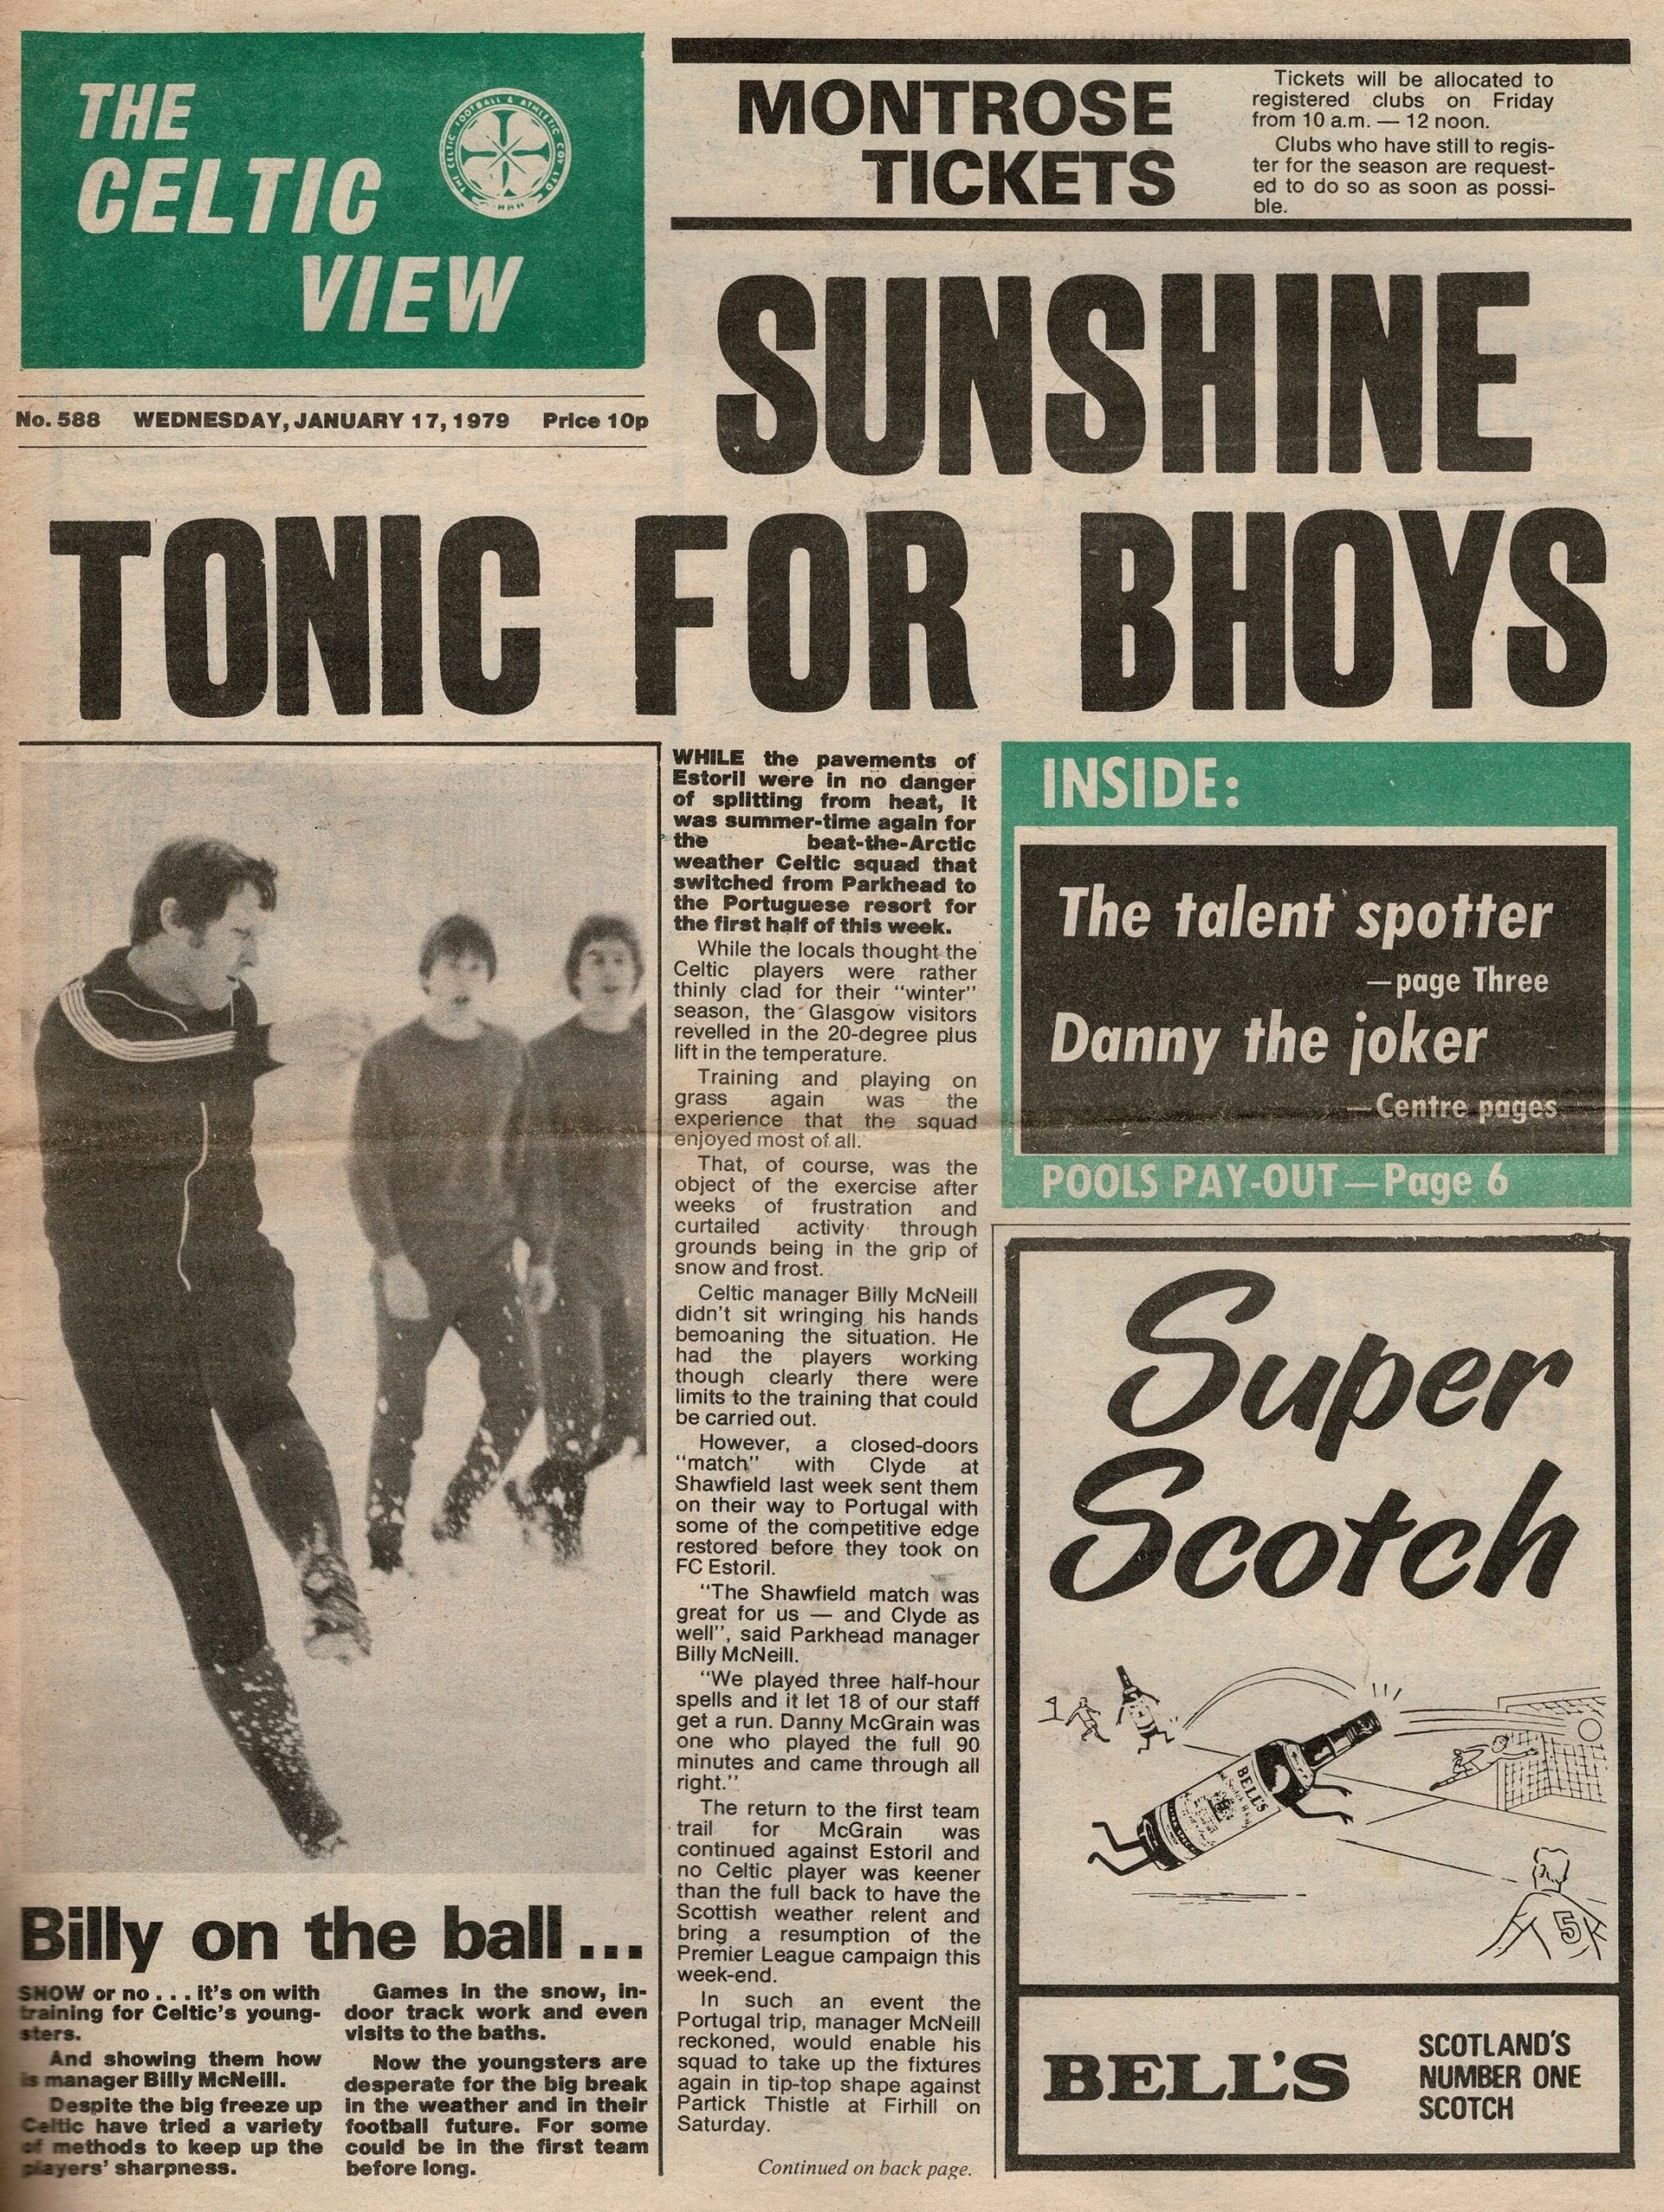 THE
CELTIC
VIEW
THE CELTIC FOOTBALL & ATHLETIC COY LTD
No. 588 WEDNESDAY, JANUARY 17, 1979 Price 10p
MONTROSE
TICKETS
Tickets will be allocated to
registered clubs on Friday
from 10 a.m. — 12 noon.
Clubs who have still to regis-
ter for the season are request-
ed to do so as soon as possi-
ble.
SUNSHINE
TONIC FOR BHOYS
Billy on the ball ...
SNOW or no . . . it's on with
training for Celtic's young-
sters.
And showing them how
is manager Billy McNeill.
Despite the big freeze up
Celtic have tried a variety
of methods to keep up the
players' sharpness.
Games in the snow, in-
door track work and even
visits to the baths.
Now the youngsters are
desperate for the big break
in the weather and in their
football future. For some
could be in the first team
before long.
WHILE the pavements of
Estoril were in no danger
of splitting from heat, it
was summer-time again for
the beat-the-Arctic
weather Celtic squad that
switched from Parkhead to
the Portuguese resort for
the first half of this week.
While the locals thought the
Celtic players were rather
thinly clad for their "winter"
season, the Glasgow visitors
revelled in the 20-degree plus
lift in the temperature.
Training and playing on
grass again was the
experience that the squad
enjoyed most of all.
That, of course, was the
object of the exercise after
weeks of frustration and
curtailed activity through
grounds being in the grip of
snow and frost.
Celtic manager Billy McNeill
didn't sit wringing his hands
bemoaning the situation. He
had the players working
though clearly there were
limits to the training that could
be carried out.
However, a closed-doors
"match" with Clyde at
Shawfield last week sent them
on their way to Portugal with
some of the competitive edge
restored before they took on
FC Estoril.
"The Shawfield match was
great for us — and Clyde as
well", said Parkhead manager
Billy McNeill.
"We played three half-hour
spells and it let 18 of our staff
get a run. Danny McGrain was
one who played the full 90
minutes and came through all
right."
The return to the first team
trail for McGrain was
continued against Estoril and
no Celtic player was keener
than the full back to have the
Scottish weather relent and
bring a resumption of the
Premier League campaign this
week-end.
In such an event the
Portugal trip, manager McNeill
reckoned, would enable his
squad to take up the fixtures
again in tip-top shape against
Partick Thistle at Firhill on
Saturday.
Continued on back page.
INSIDE:
The talent spotter
—page Three
Danny the joker
—Centre pages
POOLS PAY-OUT—Page 6
Super
Scotch
BELL'S
5
BELL'S
SCOTLAND'S
NUMBER ONE
SCOTCH